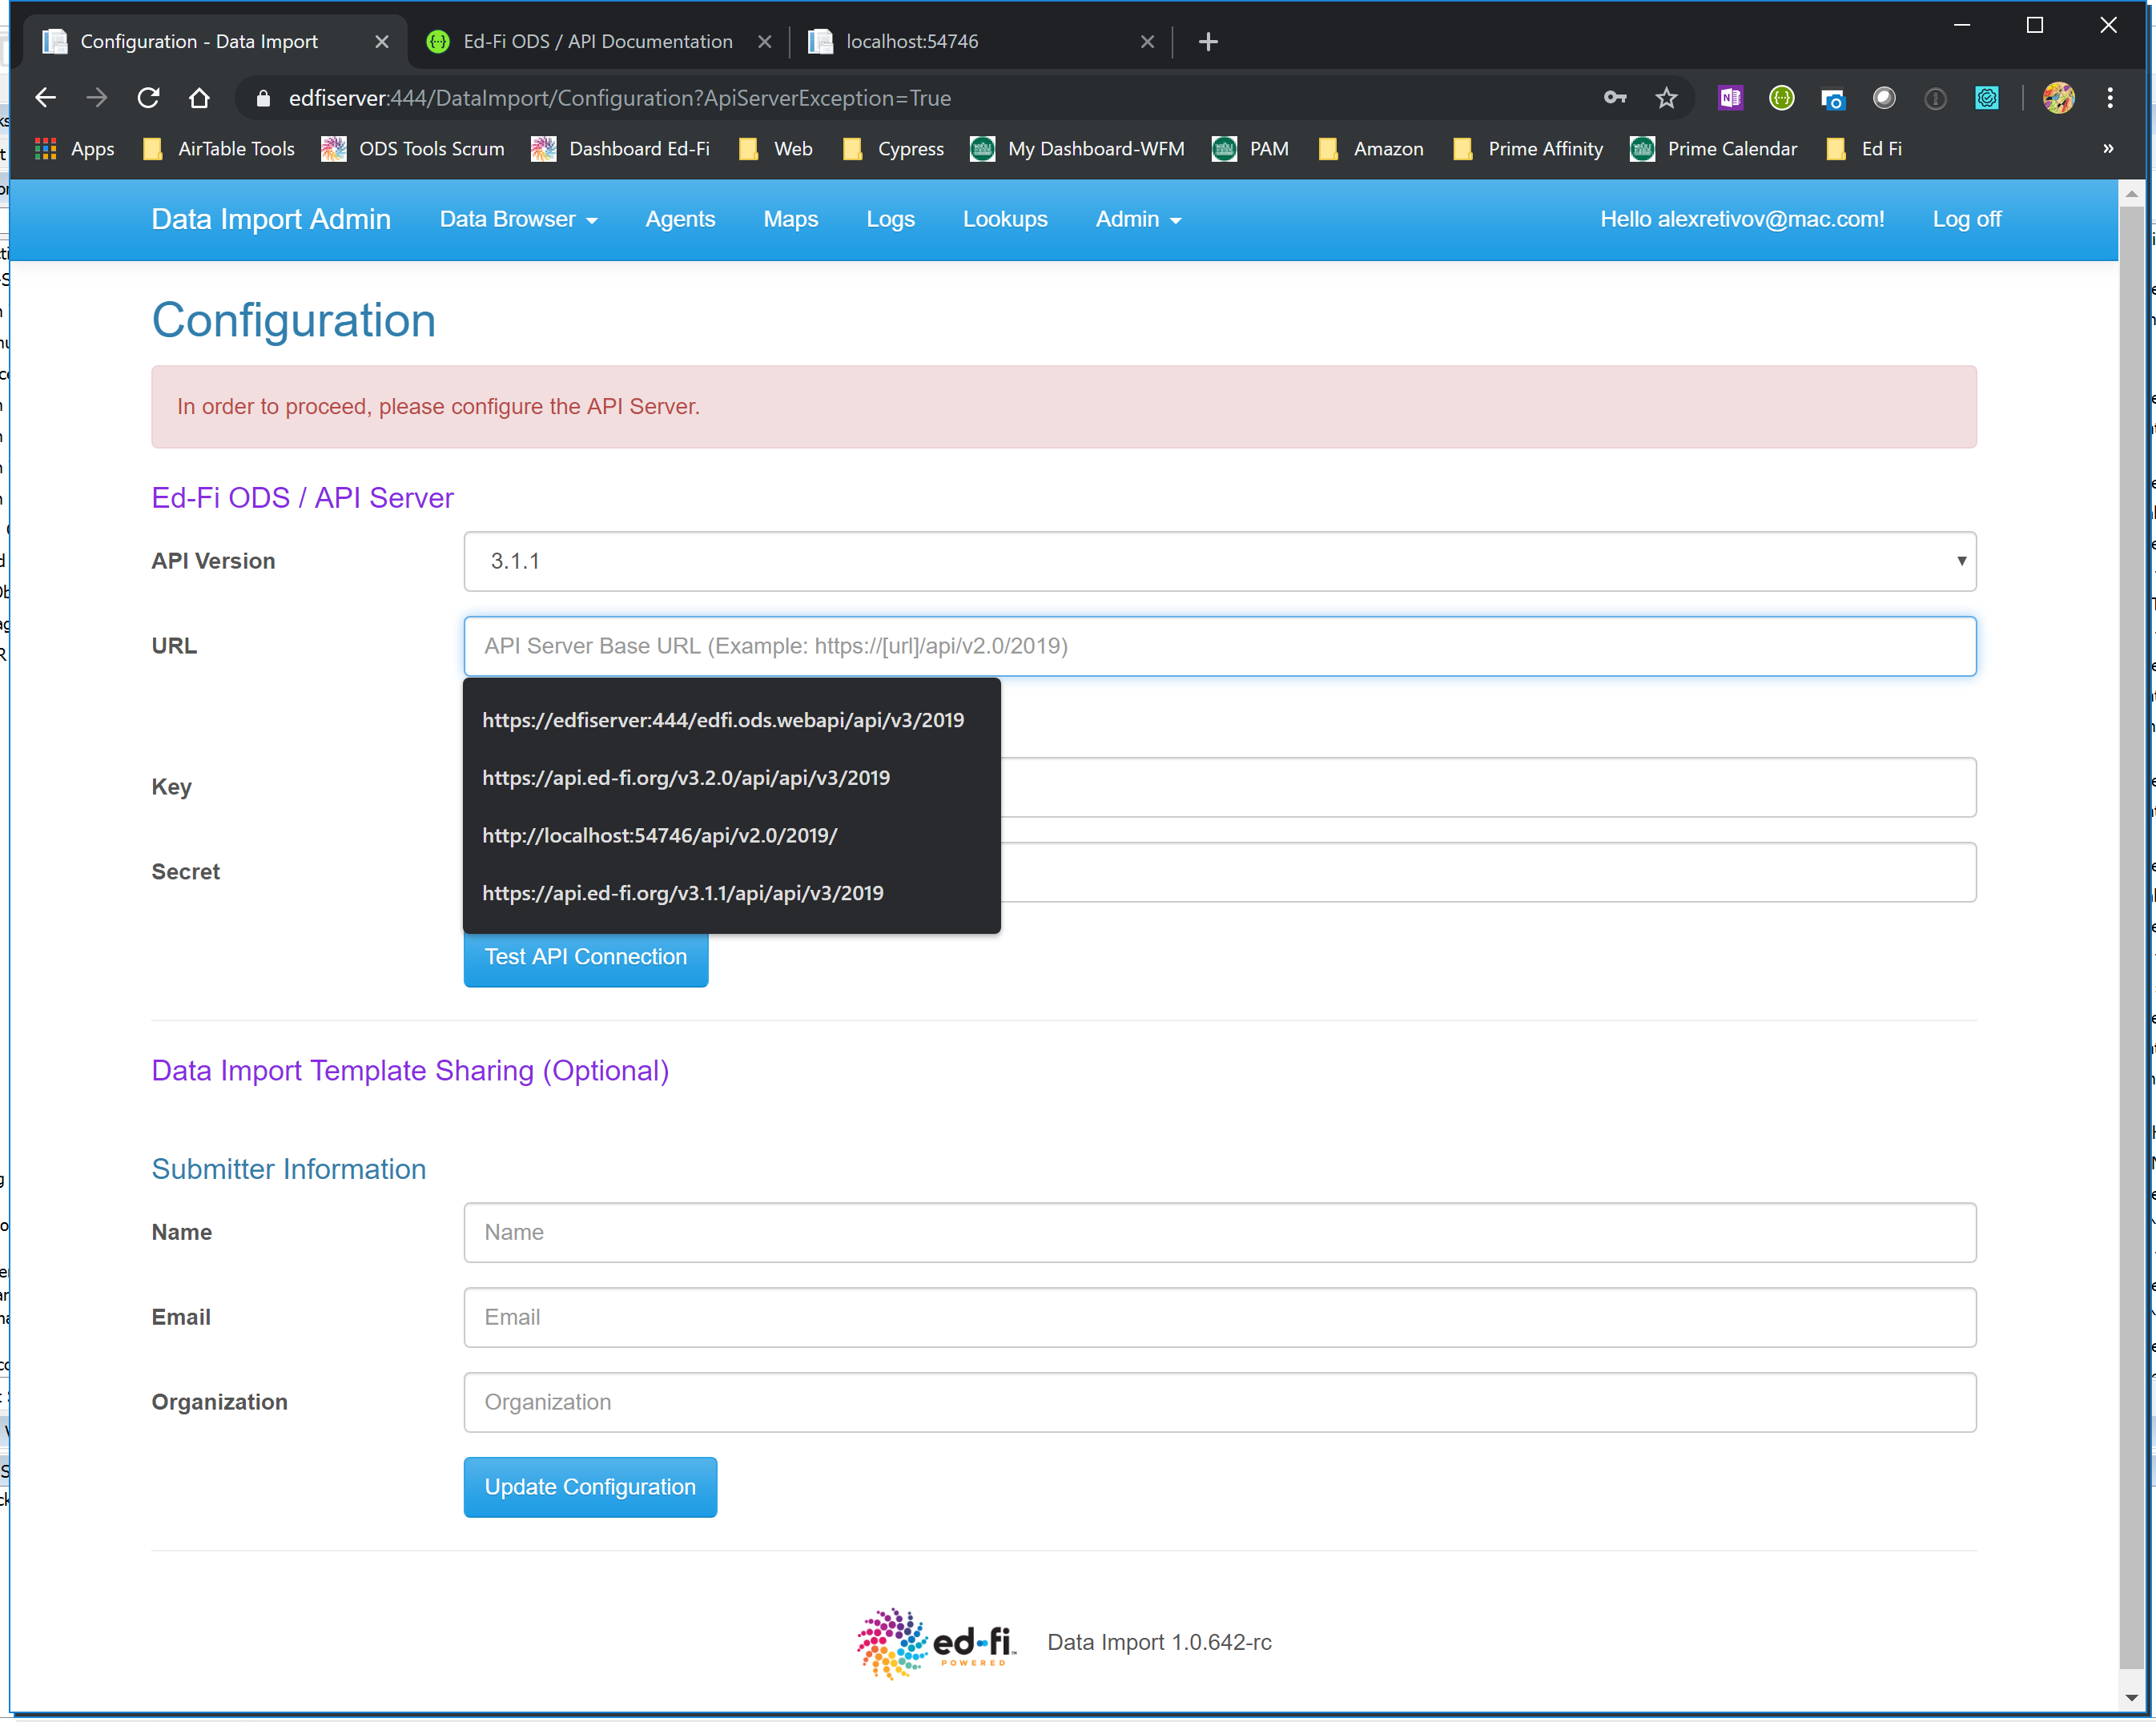 Configuration - Data Import
Ed-Fi ODS / API Documentation
localhost:54746
edfiserver:444/DataImport/Configuration?ApiServerException=True
Apps
AirTable Tools
ODS Tools Scrum
Dashboard Ed-Fi
Web
Cypress
My Dashboard-WFM
PAM
Amazon
Prime Affinity
Prime Calendar
Ed Fi
»
Data Import Admin
Data Browser
Agents
Maps
Logs
Lookups
Admin
Hello alexretivov@mac.com!
Log off
Configuration
In order to proceed, please configure the API Server.
Ed-Fi ODS / API Server
API Version
3.1.1
URL
API Server Base URL (Example: https://[url]/api/v2.0/2019)
https://edfiserver:444/edfi.ods.webapi/api/v3/2019
https://api.ed-fi.org/v3.2.0/api/api/v3/2019
http://localhost:54746/api/v2.0/2019/
https://api.ed-fi.org/v3.1.1/api/api/v3/2019
Key
Secret
Test API Connection
Data Import Template Sharing (Optional)
Submitter Information
Name
Name
Email
Email
Organization
Organization
Update Configuration
ed-fi™
POWERED
Data Import 1.0.642-rc